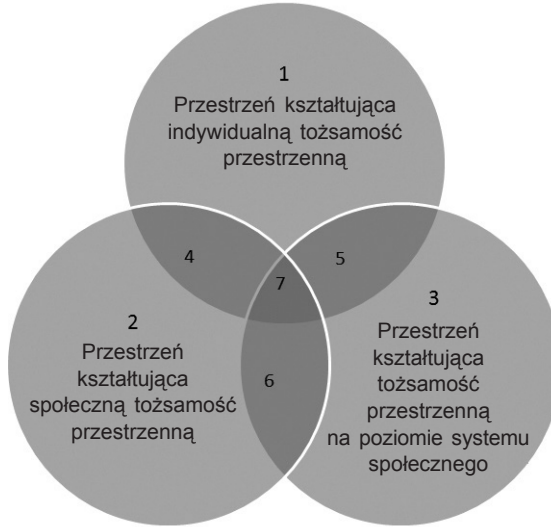 1
Przestrzeń kształtująca
indywidualną tożsamość
przestrzenną
4
5
7
2
Przestrzeń
kształtująca
społeczną tożsamość
przestrzenną
6
3
Przestrzeń
kształtująca
tożsamość
przestrzenną
na poziomie systemu
społecznego